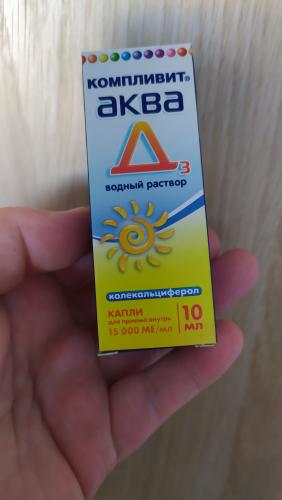 КОМПЛИВИТ®
аква
Д3
водный раствор
колекальциферол
КАПЛИ
для приема внутрь
15 000 МЕ/мл
10
мл